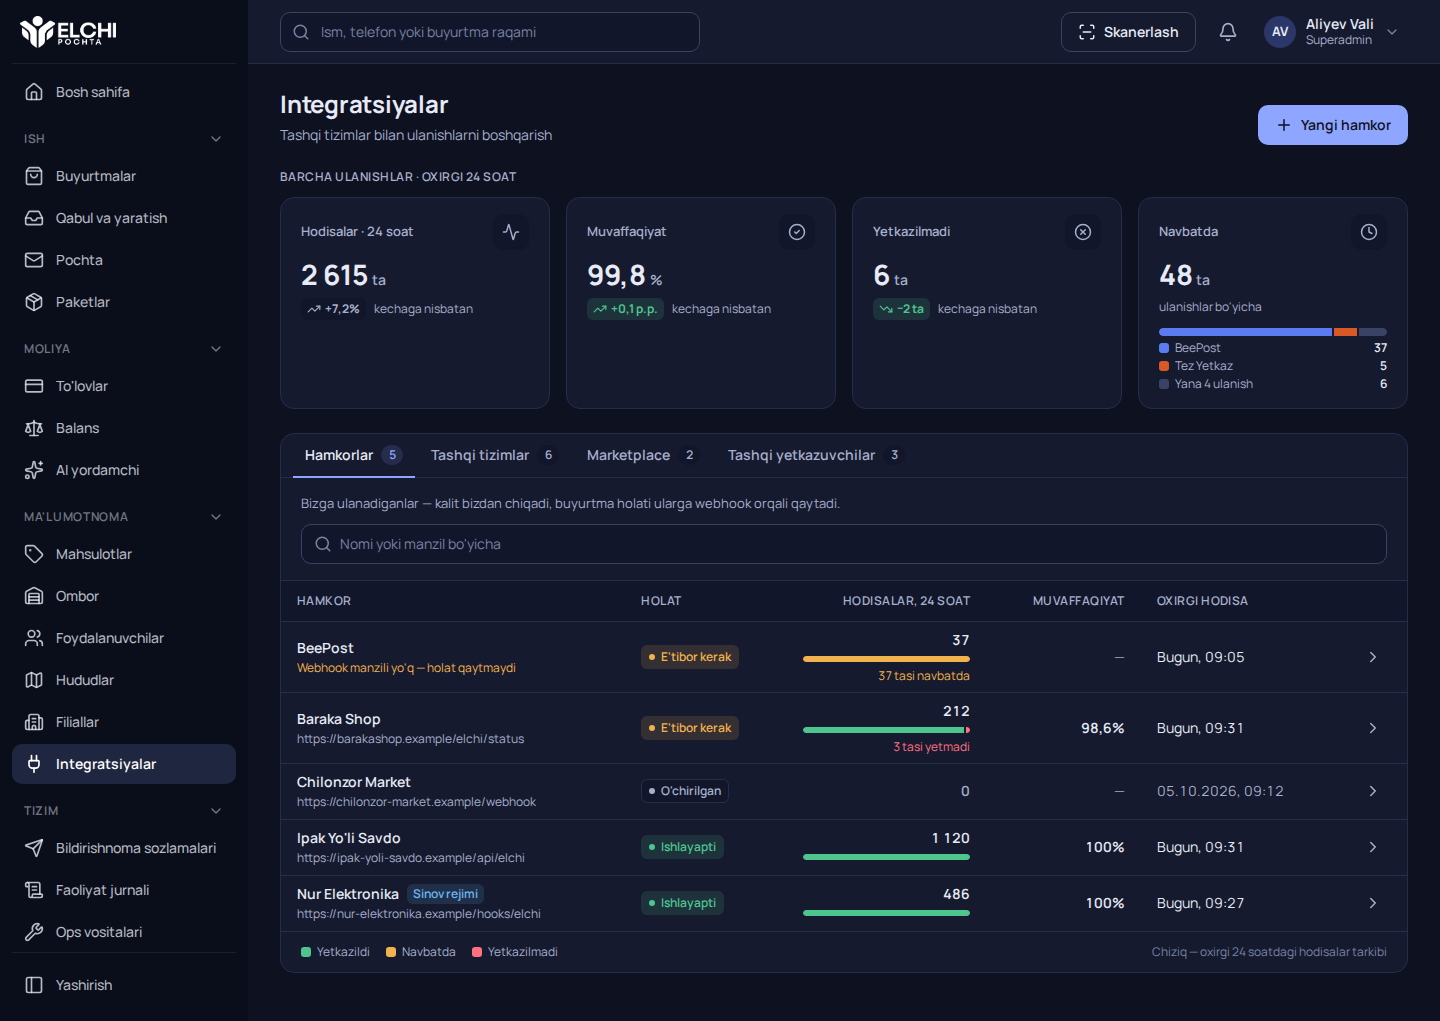 ELCHI
POCHTA
Ism, telefon yoki buyurtma raqami
Skanerlash
AV
Aliyev Vali
Superadmin
Bosh sahifa
ISH
Buyurtmalar
Qabul va yaratish
Pochta
Paketlar
MOLIYA
To'lovlar
Balans
AI yordamchi
MA'LUMOTNOMA
Mahsulotlar
Ombor
Foydalanuvchilar
Hududlar
Filiallar
Integratsiyalar
TIZIM
Bildirishnoma sozlamalari
Faoliyat jurnali
Ops vositalari
Yashirish
Integratsiyalar
Tashqi tizimlar bilan ulanishlarni boshqarish
Yangi hamkor
BARCHA ULANISHLAR · OXIRGI 24 SOAT
Hodisalar · 24 soat
2 615 ta
+7,2% kechaga nisbatan
Muvaffaqiyat
99,8 %
+0,1 p.p. kechaga nisbatan
Yetkazilmadi
6 ta
−2 ta kechaga nisbatan
Navbatda
48 ta
ulanishlar bo'yicha
BeePost 37
Tez Yetkaz 5
Yana 4 ulanish 6
Hamkorlar 5 Tashqi tizimlar 6 Marketplace 2 Tashqi yetkazuvchilar 3
Bizga ulanadiganlar — kalit bizdan chiqadi, buyurtma holati ularga webhook orqali qaytadi.
Nomi yoki manzil bo'yicha
HAMKOR HOLAT HODISALAR, 24 SOAT MUVAFFAQIYAT OXIRGI HODISA
BeePost
Webhook manzili yo'q — holat qaytmaydi
E'tibor kerak
37
37 tasi navbatda
—
Bugun, 09:05
Baraka Shop
https://barakashop.example/elchi/status
E'tibor kerak
212
3 tasi yetmadi
98,6%
Bugun, 09:31
Chilonzor Market
https://chilonzor-market.example/webhook
O'chirilgan
0
—
05.10.2026, 09:12
Ipak Yo'li Savdo
https://ipak-yoli-savdo.example/api/elchi
Ishlayapti
1 120
100%
Bugun, 09:31
Nur Elektronika Sinov rejimi
https://nur-elektronika.example/hooks/elchi
Ishlayapti
486
100%
Bugun, 09:27
Yetkazildi Navbatda Yetkazilmadi
Chiziq — oxirgi 24 soatdagi hodisalar tarkibi